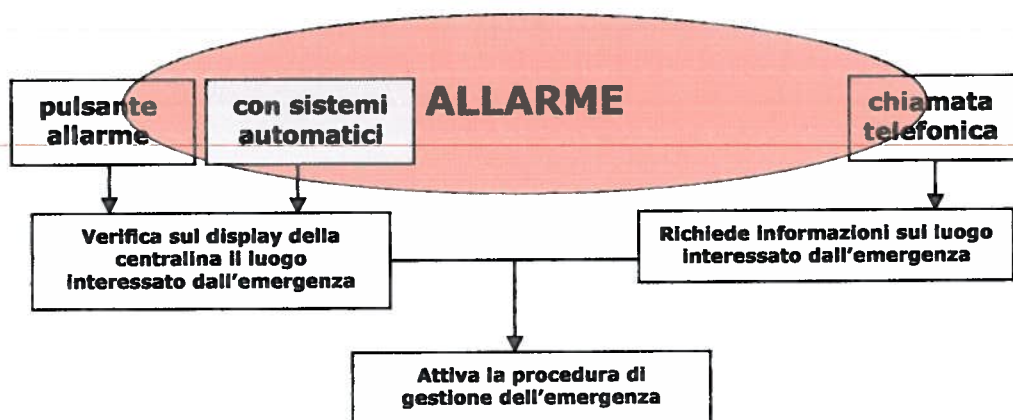 ALLARME
pulsante
allarme
con sistemi
automatici
chiamata
telefonica
Verifica sul display della
centralina il luogo
interessato dall'emergenza
Richiede informazioni sul luogo
interessato dall'emergenza
Attiva la procedura di
gestione dell'emergenza